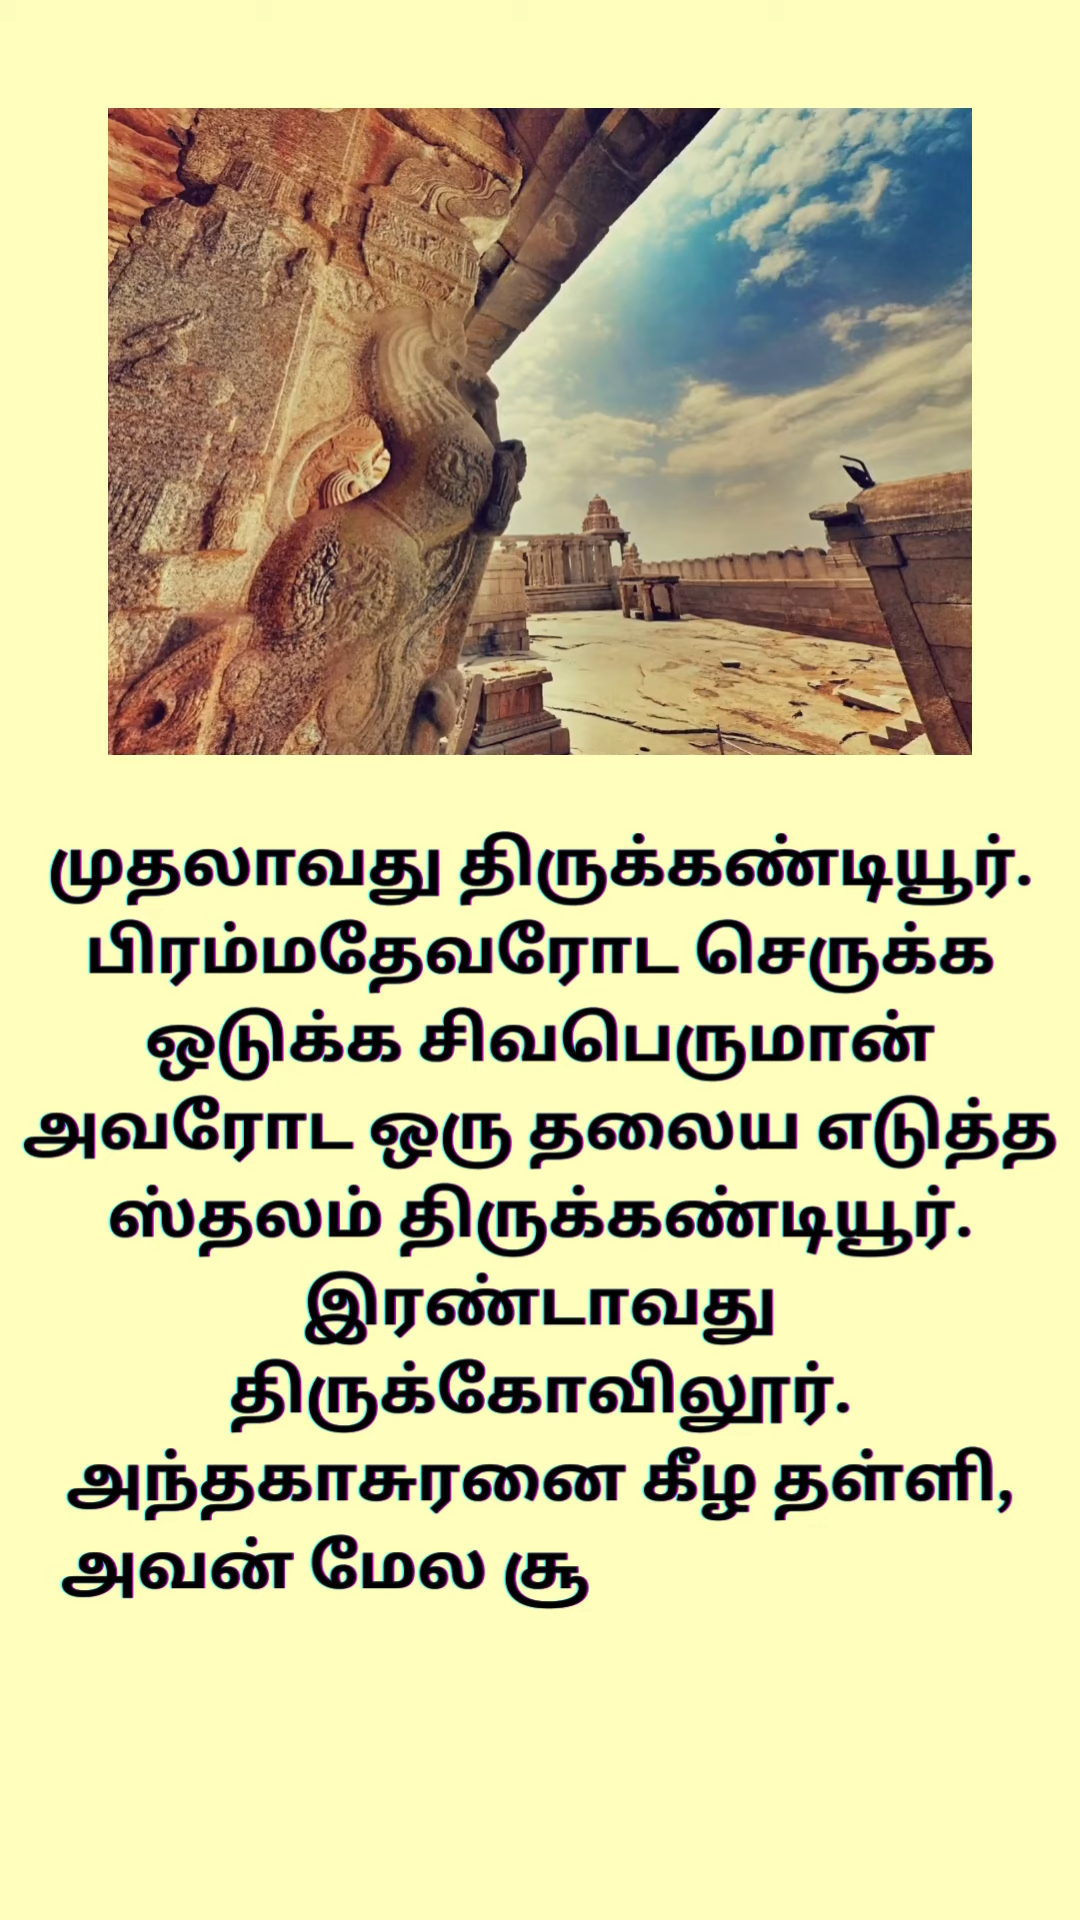 முதலாவது திருக்கண்டியூர்.
பிரம்மதேவரோட செருக்க
ஒடுக்க சிவபெருமான்
அவரோட ஒரு தலைய எடுத்த
ஸ்தலம் திருக்கண்டியூர்.
இரண்டாவது
திருக்கோவிலூர்.
அந்தகாசுரனை கீழ தள்ளி,
அவன் மேல சூ